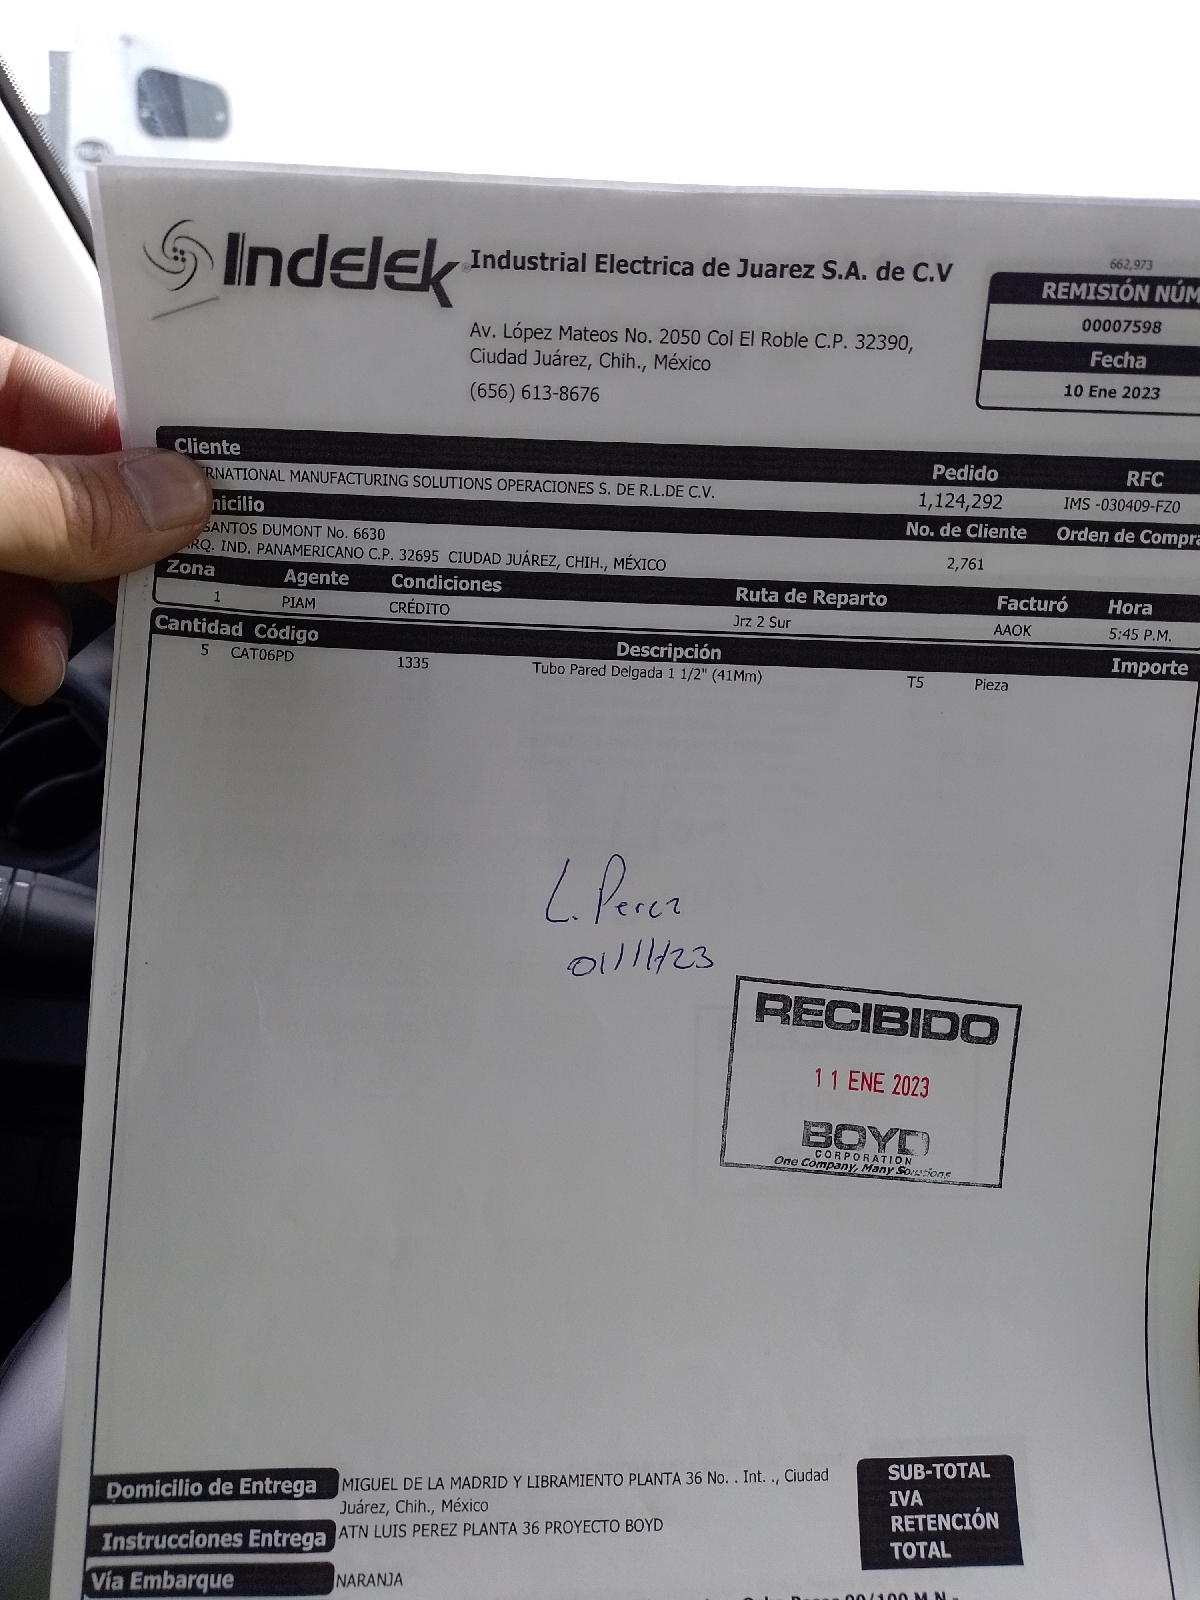 Indelek
Industrial Electrica de Juarez S.A. de C.V
Av. López Mateos No. 2050 Col El Roble C.P. 32390,
Ciudad Juárez, Chih., México
(656) 613-8676
662,973
REMISIÓN NÚM
00007598
Fecha
10 Ene 2023
Cliente Pedido RFC
RNATIONAL MANUFACTURING SOLUTIONS OPERACIONES S. DE R.L.DE C.V. 1,124,292 IMS -030409-FZ0
micilio No. de Cliente Orden de Compra
SANTOS DUMONT No. 6630
RQ. IND. PANAMERICANO C.P. 32695 CIUDAD JUÁREZ, CHIH., MÉXICO 2,761
Zona Agente Condiciones Ruta de Reparto Facturó Hora
1 PIAM CRÉDITO Jrz 2 Sur AAOK 5:45 P.M.
Cantidad Código Descripción Importe
5 CAT06PD 1335 Tubo Pared Delgada 1 1/2" (41Mm) T5 Pieza
L. Perez
01/11/23
RECIBIDO
11 ENE 2023
BOYD
CORPORATION
One Company, Many Solutions
Domicilio de Entrega MIGUEL DE LA MADRID Y LIBRAMIENTO PLANTA 36 No. . Int. ., Ciudad
Juárez, Chih., México
Instrucciones Entrega ATN LUIS PEREZ PLANTA 36 PROYECTO BOYD
Vía Embarque NARANJA
SUB-TOTAL
IVA
RETENCIÓN
TOTAL